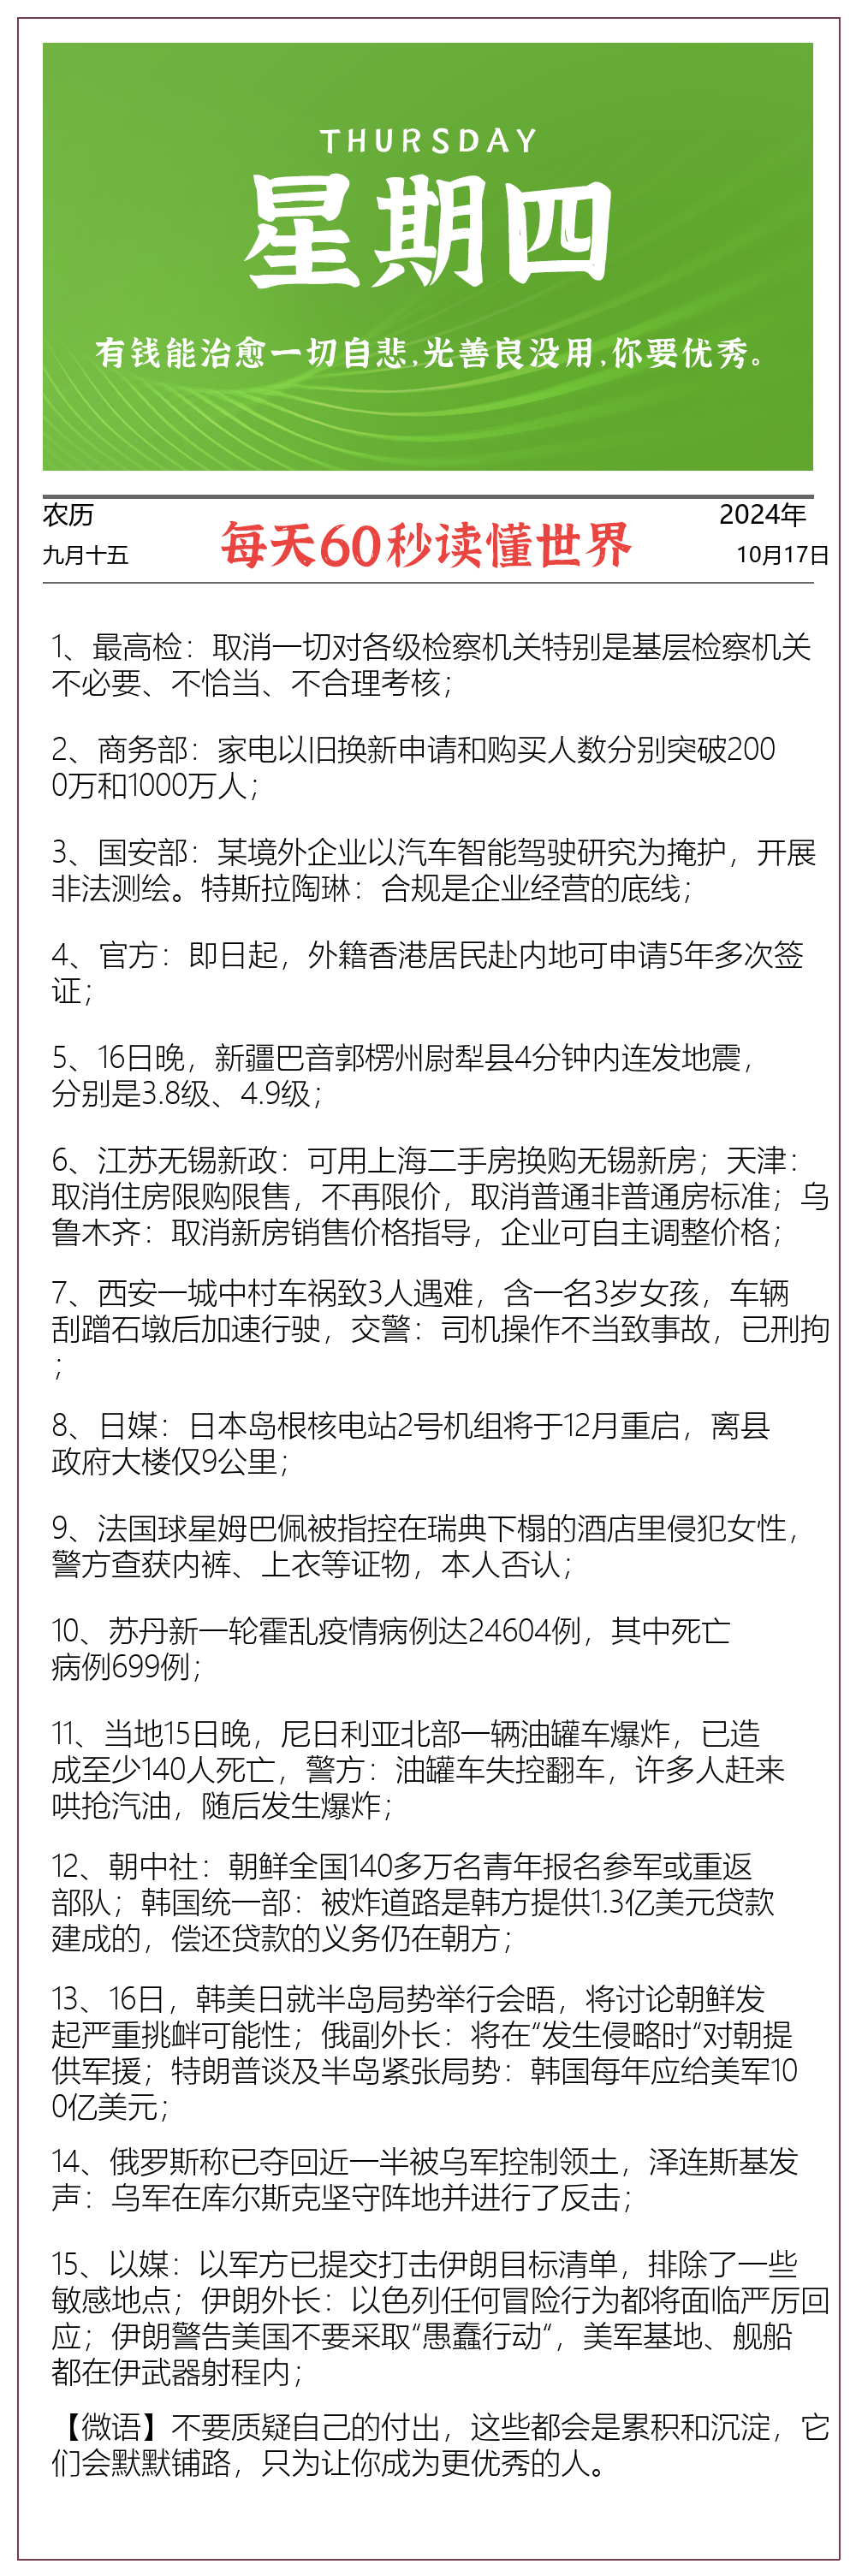 THURSDAY
星期四
有钱能治愈一切自悲,光善良没用,你要优秀。
农历
九月十五
每天60秒读懂世界
2024年
10月17日
1、最高检：取消一切对各级检察机关特别是基层检察机关
不必要、不恰当、不合理考核；
2、商务部：家电以旧换新申请和购买人数分别突破200
0万和1000万人；
3、国安部：某境外企业以汽车智能驾驶研究为掩护，开展
非法测绘。特斯拉陶琳：合规是企业经营的底线；
4、官方：即日起，外籍香港居民赴内地可申请5年多次签
证；
5、16日晚，新疆巴音郭楞州尉犁县4分钟内连发地震，
分别是3.8级、4.9级；
6、江苏无锡新政：可用上海二手房换购无锡新房；天津：
取消住房限购限售，不再限价，取消普通非普通房标准；乌
鲁木齐：取消新房销售价格指导，企业可自主调整价格；
7、西安一城中村车祸致3人遇难，含一名3岁女孩，车辆
刮蹭石墩后加速行驶，交警：司机操作不当致事故，已刑拘
；
8、日媒：日本岛根核电站2号机组将于12月重启，离县
政府大楼仅9公里；
9、法国球星姆巴佩被指控在瑞典下榻的酒店里侵犯女性，
警方查获内裤、上衣等证物，本人否认；
10、苏丹新一轮霍乱疫情病例达24604例，其中死亡
病例699例；
11、当地15日晚，尼日利亚北部一辆油罐车爆炸，已造
成至少140人死亡，警方：油罐车失控翻车，许多人赶来
哄抢汽油，随后发生爆炸；
12、朝中社：朝鲜全国140多万名青年报名参军或重返
部队；韩国统一部：被炸道路是韩方提供1.3亿美元贷款
建成的，偿还贷款的义务仍在朝方；
13、16日，韩美日就半岛局势举行会晤，将讨论朝鲜发
起严重挑衅可能性；俄副外长：将在“发生侵略时“对朝提
供军援；特朗普谈及半岛紧张局势：韩国每年应给美军10
0亿美元；
14、俄罗斯称已夺回近一半被乌军控制领土，泽连斯基发
声：乌军在库尔斯克坚守阵地并进行了反击；
15、以媒：以军方已提交打击伊朗目标清单，排除了一些
敏感地点；伊朗外长：以色列任何冒险行为都将面临严厉回
应；伊朗警告美国不要采取“愚蠢行动“，美军基地、舰船
都在伊武器射程内；
【微语】不要质疑自己的付出，这些都会是累积和沉淀，它
们会默默铺路，只为让你成为更优秀的人。